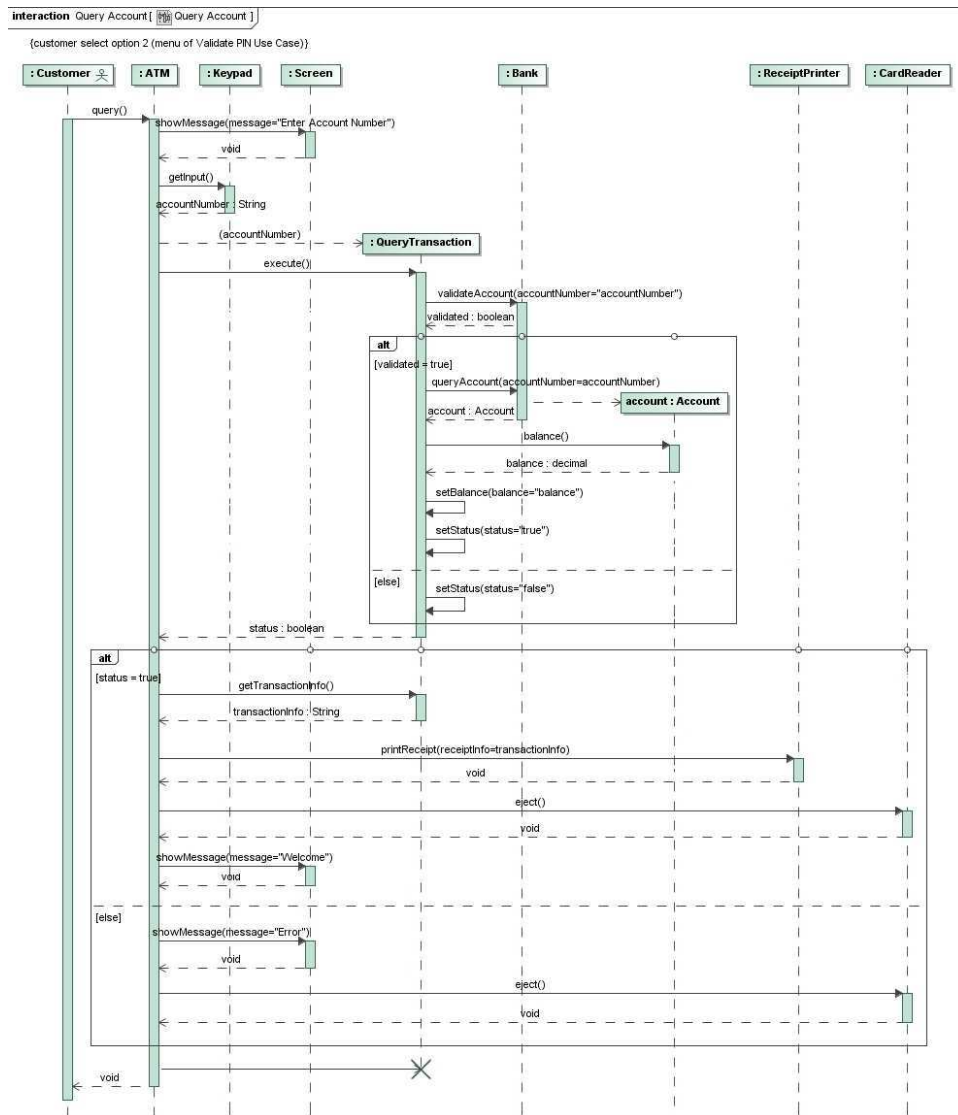 interaction Query Account[ Query Account ]
{customer select option 2 (menu of Validate PIN Use Case)}
: Customer : ATM : Keypad : Screen : Bank : ReceiptPrinter : CardReader
query()
showMessage(message="Enter Account Number")
void
getInput()
accountNumber : String
(accountNumber)
: QueryTransaction
execute()
validateAccount(accountNumber="accountNumber")
validated : boolean
alt
[validated = true]
queryAccount(accountNumber=accountNumber)
account : Account
account : Account
balance()
balance : decimal
setBalance(balance="balance")
setStatus(status="true")
[else]
setStatus(status="false")
status : boolean
alt
[status = true]
getTransactionInfo()
transactionInfo : String
printReceipt(receiptInfo=transactionInfo)
void
eject()
void
showMessage(message="Welcome")
void
[else]
showMessage(message="Error")
void
eject()
void
void